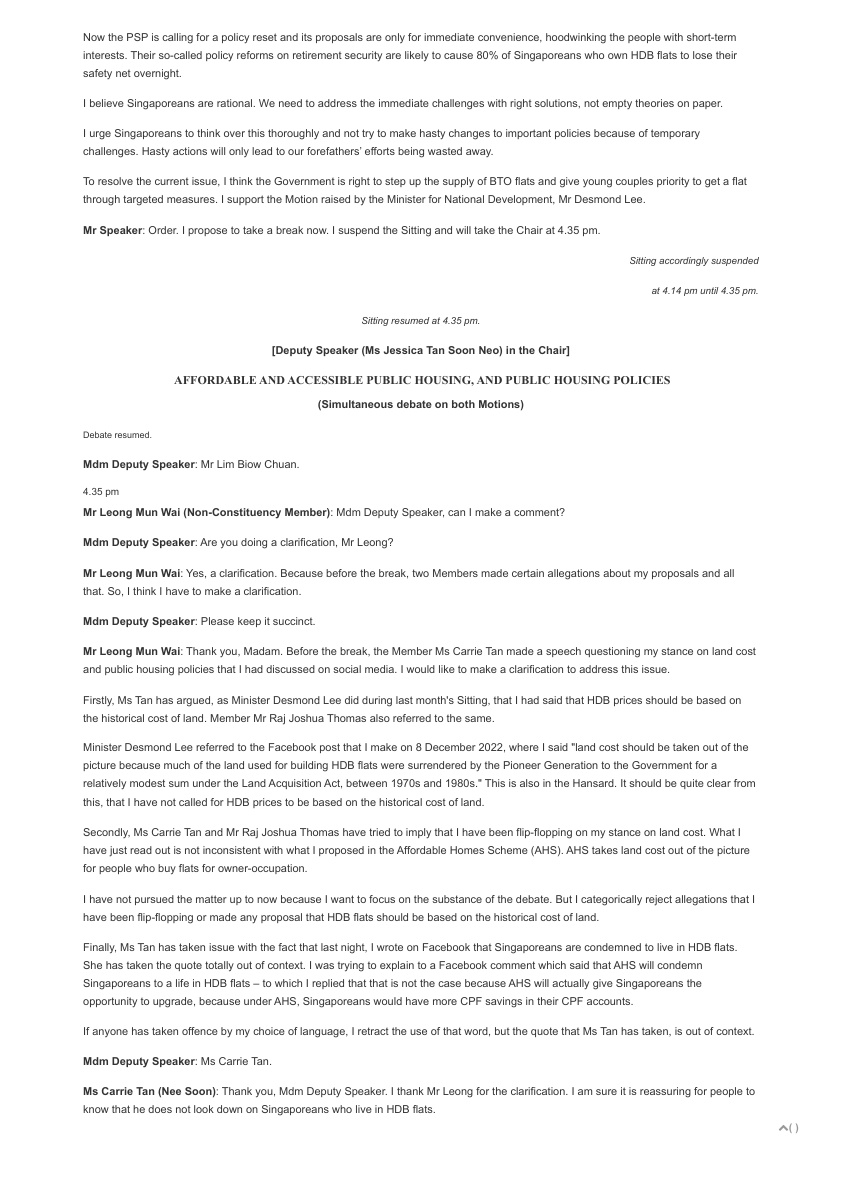 Now the PSP is calling for a policy reset and its proposals are only for immediate convenience, hoodwinking the people with short-term
interests. Their so-called policy reforms on retirement security are likely to cause 80% of Singaporeans who own HDB flats to lose their
safety net overnight.
I believe Singaporeans are rational. We need to address the immediate challenges with right solutions, not empty theories on paper.
I urge Singaporeans to think over this thoroughly and not try to make hasty changes to important policies because of temporary
challenges. Hasty actions will only lead to our forefathers' efforts being wasted away.
To resolve the current issue, I think the Government is right to step up the supply of BTO flats and give young couples priority to get a flat
through targeted measures. I support the Motion raised by the Minister for National Development, Mr Desmond Lee.
Mr Speaker: Order. I propose to take a break now. I suspend the Sitting and will take the Chair at 4.35 pm.
Sitting accordingly suspended
at 4.14 pm until 4.35 pm.
Sitting resumed at 4.35 pm.
[Deputy Speaker (Ms Jessica Tan Soon Neo) in the Chair]
AFFORDABLE AND ACCESSIBLE PUBLIC HOUSING, AND PUBLIC HOUSING POLICIES
(Simultaneous debate on both Motions)
Debate resumed.
Mdm Deputy Speaker: Mr Lim Biow Chuan.
4.35 pm
Mr Leong Mun Wai (Non-Constituency Member): Mdm Deputy Speaker, can I make a comment?
Mdm Deputy Speaker: Are you doing a clarification, Mr Leong?
Mr Leong Mun Wai: Yes, a clarification. Because before the break, two Members made certain allegations about my proposals and all
that. So, I think I have to make a clarification.
Mdm Deputy Speaker: Please keep it succinct.
Mr Leong Mun Wai: Thank you, Madam. Before the break, the Member Ms Carrie Tan made a speech questioning my stance on land cost
and public housing policies that I had discussed on social media. I would like to make a clarification to address this issue.
Firstly, Ms Tan has argued, as Minister Desmond Lee did during last month's Sitting, that I had said that HDB prices should be based on
the historical cost of land. Member Mr Raj Joshua Thomas also referred to the same.
Minister Desmond Lee referred to the Facebook post that I make on 8 December 2022, where I said "land cost should be taken out of the
picture because much of the land used for building HDB flats were surrendered by the Pioneer Generation to the Government for a
relatively modest sum under the Land Acquisition Act, between 1970s and 1980s." This is also in the Hansard. It should be quite clear from
this, that I have not called for HDB prices to be based on the historical cost of land.
Secondly, Ms Carrie Tan and Mr Raj Joshua Thomas have tried to imply that I have been flip-flopping on my stance on land cost. What I
have just read out is not inconsistent with what I proposed in the Affordable Homes Scheme (AHS). AHS takes land cost out of the picture
for people who buy flats for owner-occupation.
I have not pursued the matter up to now because I want to focus on the substance of the debate. But I categorically reject allegations that I
have been flip-flopping or made any proposal that HDB flats should be based on the historical cost of land.
Finally, Ms Tan has taken issue with the fact that last night, I wrote on Facebook that Singaporeans are condemned to live in HDB flats.
She has taken the quote totally out of context. I was trying to explain to a Facebook comment which said that AHS will condemn
Singaporeans to a life in HDB flats – to which I replied that that is not the case because AHS will actually give Singaporeans the
opportunity to upgrade, because under AHS, Singaporeans would have more CPF savings in their CPF accounts.
If anyone has taken offence by my choice of language, I retract the use of that word, but the quote that Ms Tan has taken, is out of context.
Mdm Deputy Speaker: Ms Carrie Tan.
Ms Carrie Tan (Nee Soon): Thank you, Mdm Deputy Speaker. I thank Mr Leong for the clarification. I am sure it is reassuring for people to
know that he does not look down on Singaporeans who live in HDB flats.
( )